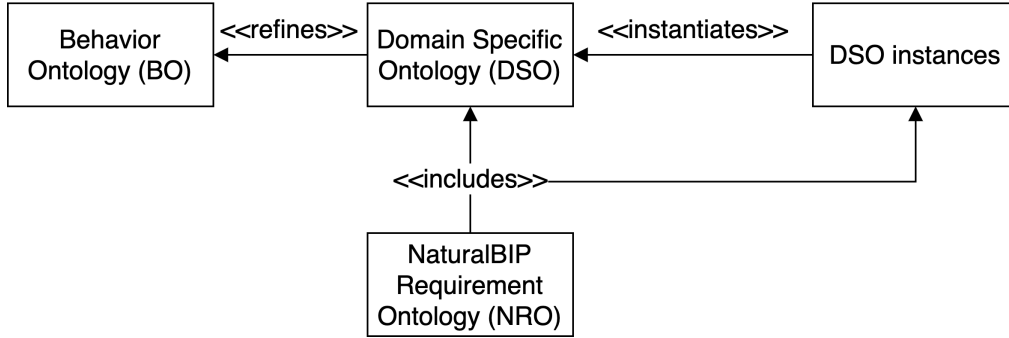 Behavior
Ontology (BO)
<<refines>>
Domain Specific
Ontology (DSO)
<<instantiates>>
DSO instances
<<includes>>
NaturalBIP
Requirement
Ontology (NRO)